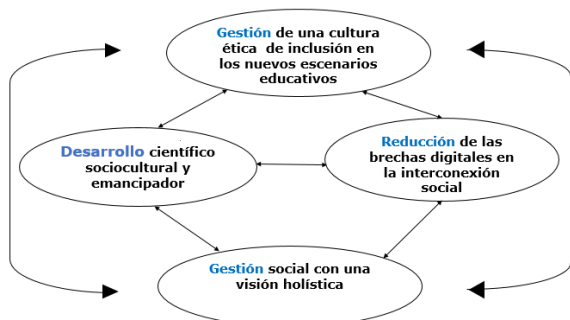 Gestión de una cultura
ética de inclusión en
los nuevos escenarios
educativos
Desarrollo científico
sociocultural y
emancipador
Reducción de las
brechas digitales en
la interconexión
social
Gestión social con una
visión holística